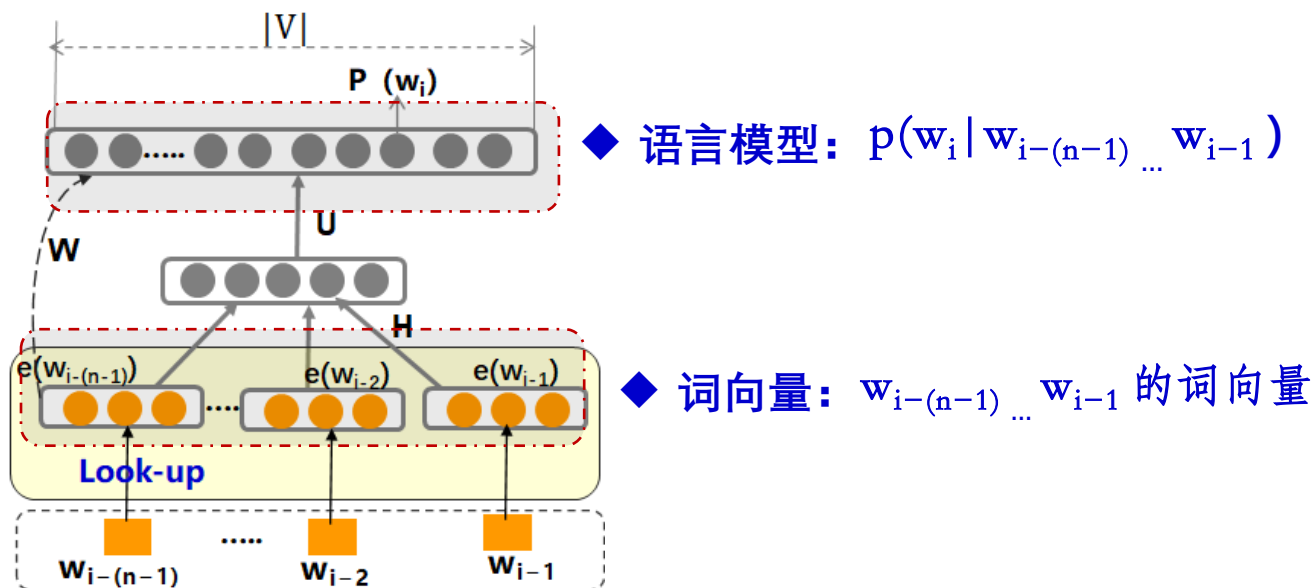 |V|
P (wᵢ)
◆ 语言模型：p(wᵢ|wᵢ₋₍ₙ₋₁₎ ... wᵢ₋₁)
.....
U
W
H
e(wᵢ₋₍ₙ₋₁₎) e(wᵢ₋₂) e(wᵢ₋₁)
◆ 词向量：wᵢ₋₍ₙ₋₁₎ ... wᵢ₋₁ 的词向量
....
Look-up
.....
wᵢ₋₍ₙ₋₁₎ wᵢ₋₂ wᵢ₋₁